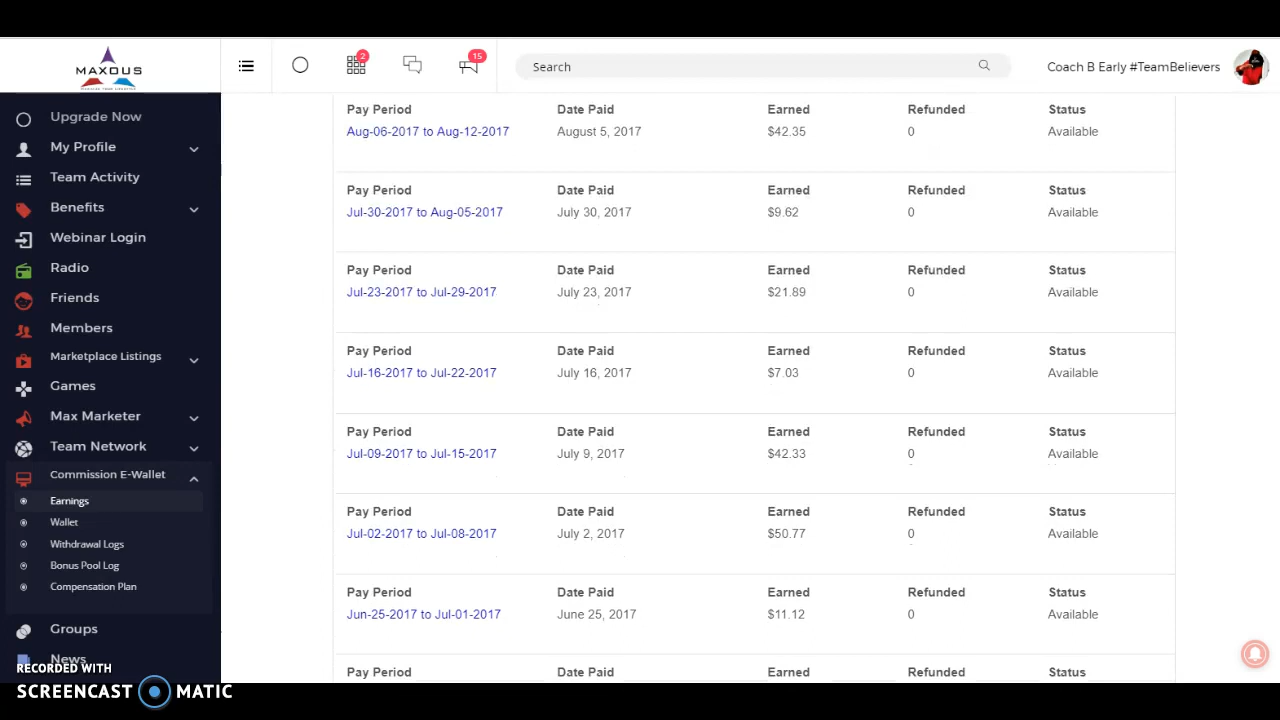 MAXOUS
2
15
Search
Coach B Early #TeamBelievers
Upgrade Now
My Profile
Team Activity
Benefits
Webinar Login
Radio
Friends
Members
Marketplace Listings
Games
Max Marketer
Team Network
Commission E-Wallet
Earnings
Wallet
Withdrawal Logs
Bonus Pool Log
Compensation Plan
Groups
News
Pay Period Date Paid Earned Refunded Status
Aug-06-2017 to Aug-12-2017 August 5, 2017 $42.35 0 Available
Pay Period Date Paid Earned Refunded Status
Jul-30-2017 to Aug-05-2017 July 30, 2017 $9.62 0 Available
Pay Period Date Paid Earned Refunded Status
Jul-23-2017 to Jul-29-2017 July 23, 2017 $21.89 0 Available
Pay Period Date Paid Earned Refunded Status
Jul-16-2017 to Jul-22-2017 July 16, 2017 $7.03 0 Available
Pay Period Date Paid Earned Refunded Status
Jul-09-2017 to Jul-15-2017 July 9, 2017 $42.33 0 Available
Pay Period Date Paid Earned Refunded Status
Jul-02-2017 to Jul-08-2017 July 2, 2017 $50.77 0 Available
Pay Period Date Paid Earned Refunded Status
Jun-25-2017 to Jul-01-2017 June 25, 2017 $11.12 0 Available
Pay Period Date Paid Earned Refunded Status
RECORDED WITH
SCREENCAST MATIC